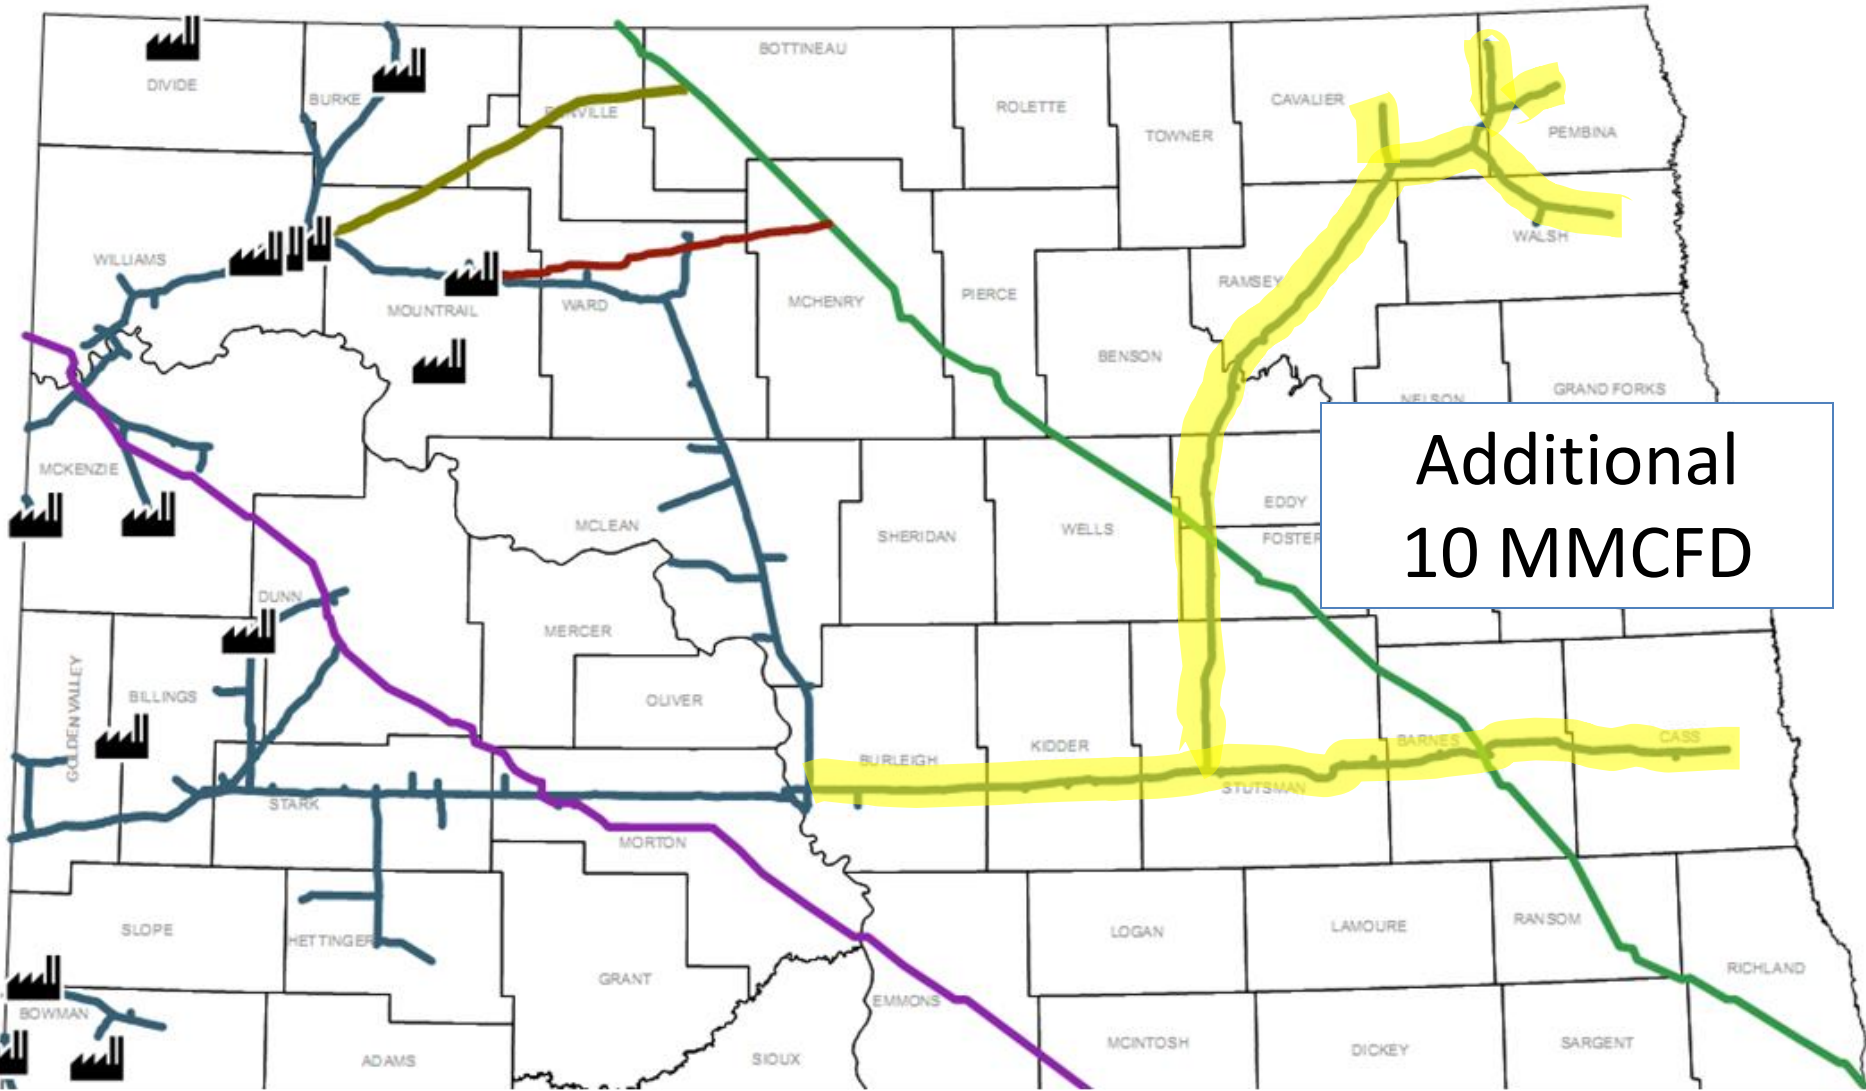 BOTTINEAU
DIVIDE
BURKE
ROLETTE
CAVALIER
TOWNER
PEMBINA
WALSH
WILLIAMS
MOUNTRAIL
WARD
MCHENRY
PIERCE
RAMSEY
BENSON
NELSON
GRAND FORKS
Additional
10 MMCFD
MCKENZIE
MCLEAN
SHERIDAN
WELLS
EDDY
FOSTER
DUNN
MERCER
GOLDEN VALLEY
BILLINGS
OLIVER
BURLEIGH
KIDDER
STUTSMAN
BARNES
CASS
STARK
MORTON
SLOPE
HETTINGER
GRANT
EMMONS
LOGAN
LAMOURE
RANSOM
RICHLAND
BOWMAN
ADAMS
SIOUX
MCINTOSH
DICKEY
SARGENT